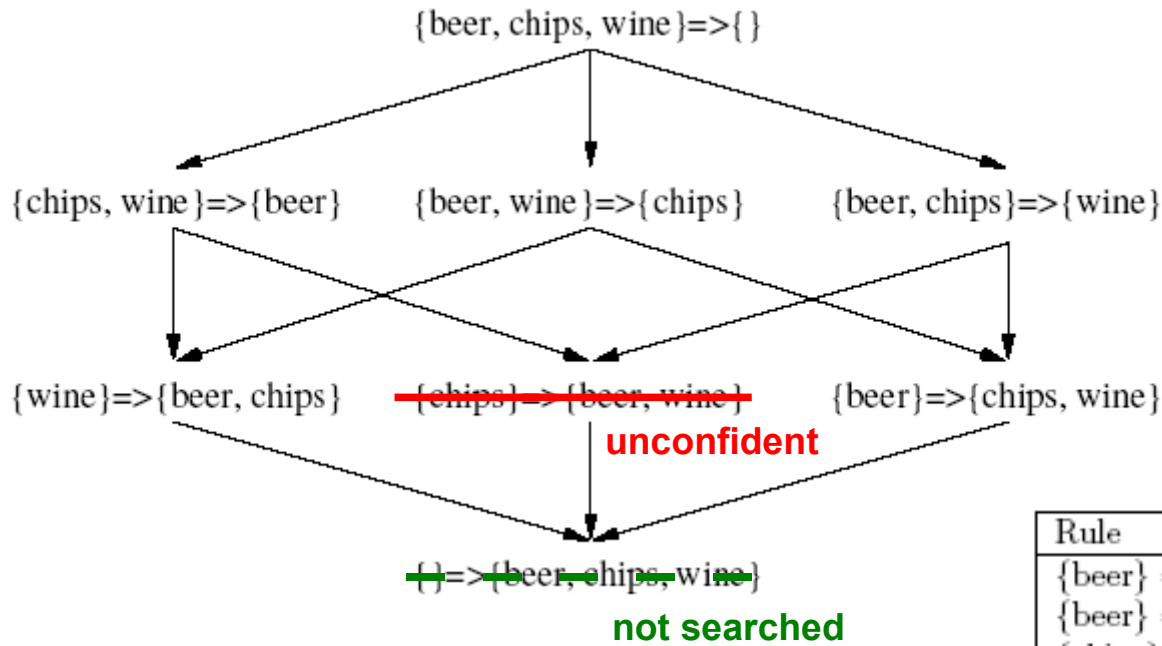 {beer, chips, wine}=>{}
{chips, wine}=>{beer} {beer, wine}=>{chips} {beer, chips}=>{wine}
{wine}=>{beer, chips} {chips}=>{beer, wine} {beer}=>{chips, wine}
unconfident
{}=>{beer, chips, wine}
not searched
Rule
{beer}
{beer}